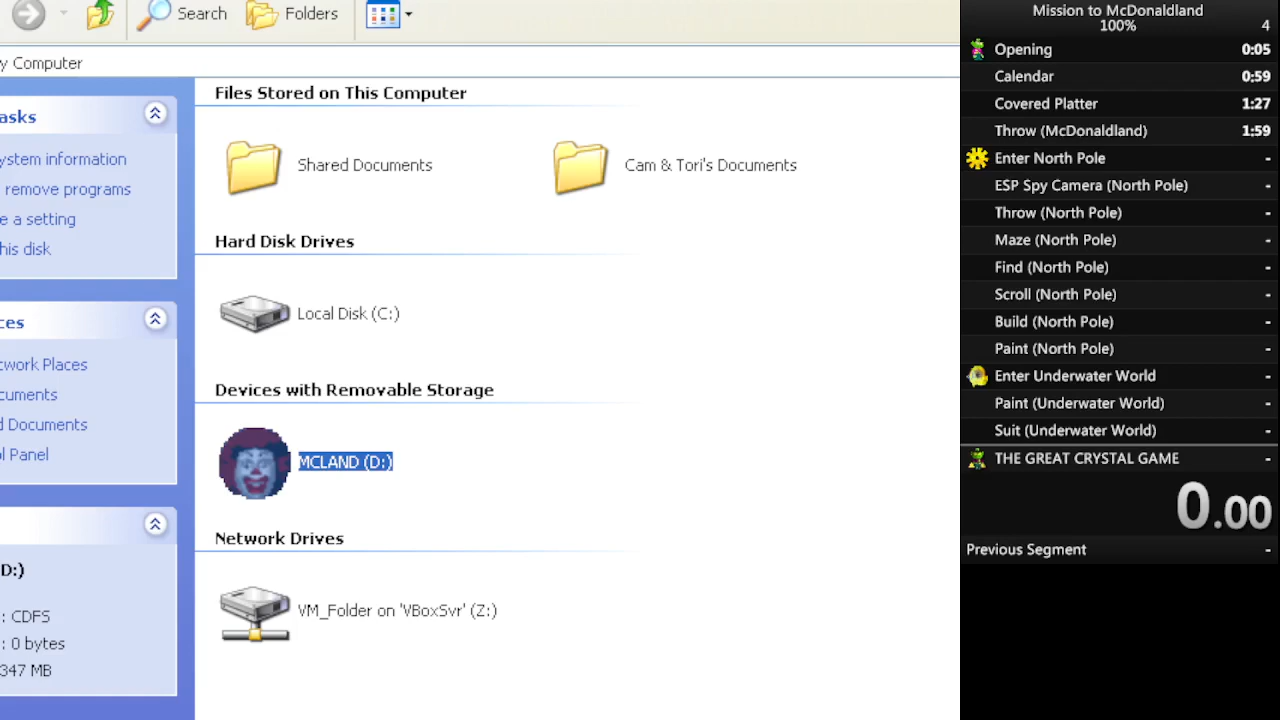 Search
Folders
y Computer
asks
ystem information
remove programs
e a setting
his disk
ces
twork Places
cuments
d Documents
ol Panel
D:)
: CDFS
: 0 bytes
347 MB
Files Stored on This Computer
Shared Documents
Cam & Tori's Documents
Hard Disk Drives
Local Disk (C:)
Devices with Removable Storage
MCLAND (D:)
Network Drives
VM_Folder on 'VBoxSvr' (Z:)
Mission to McDonaldland
100% 4
Opening 0:05
Calendar 0:59
Covered Platter 1:27
Throw (McDonaldland) 1:59
Enter North Pole -
ESP Spy Camera (North Pole) -
Throw (North Pole) -
Maze (North Pole) -
Find (North Pole) -
Scroll (North Pole) -
Build (North Pole) -
Paint (North Pole) -
Enter Underwater World -
Paint (Underwater World) -
Suit (Underwater World) -
THE GREAT CRYSTAL GAME -
0.00
Previous Segment -